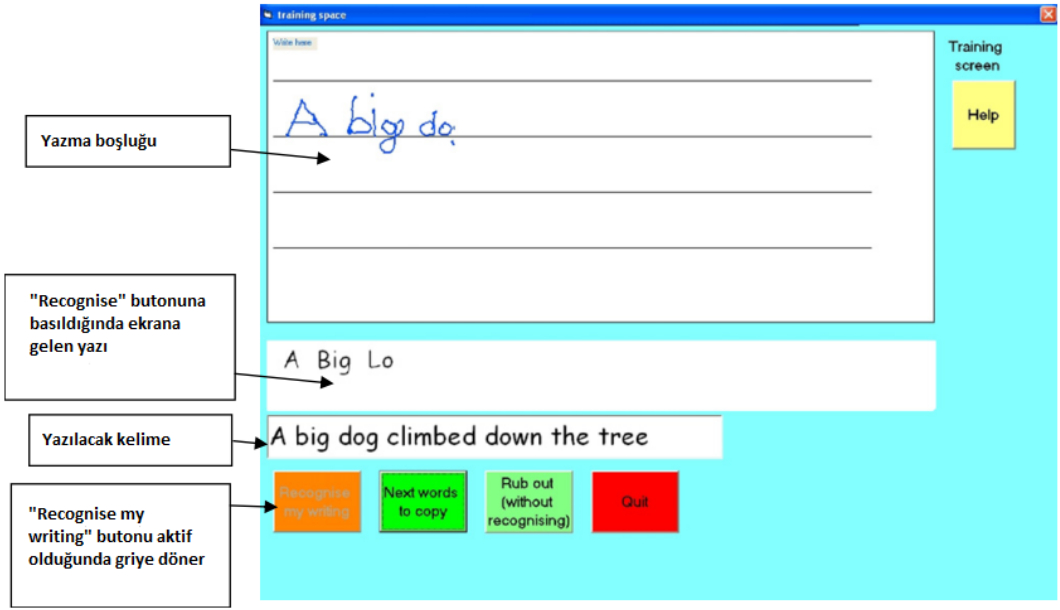 training space
Write here
Training
screen
Help
A big do
Yazma boşluğu
"Recognise" butonuna
basıldığında ekrana
gelen yazı
A Big Lo
Yazılacak kelime
A big dog climbed down the tree
"Recognise my
writing" butonu aktif
olduğunda griye döner
Recognise
my writing
Next words
to copy
Rub out
(without
recognising)
Quit